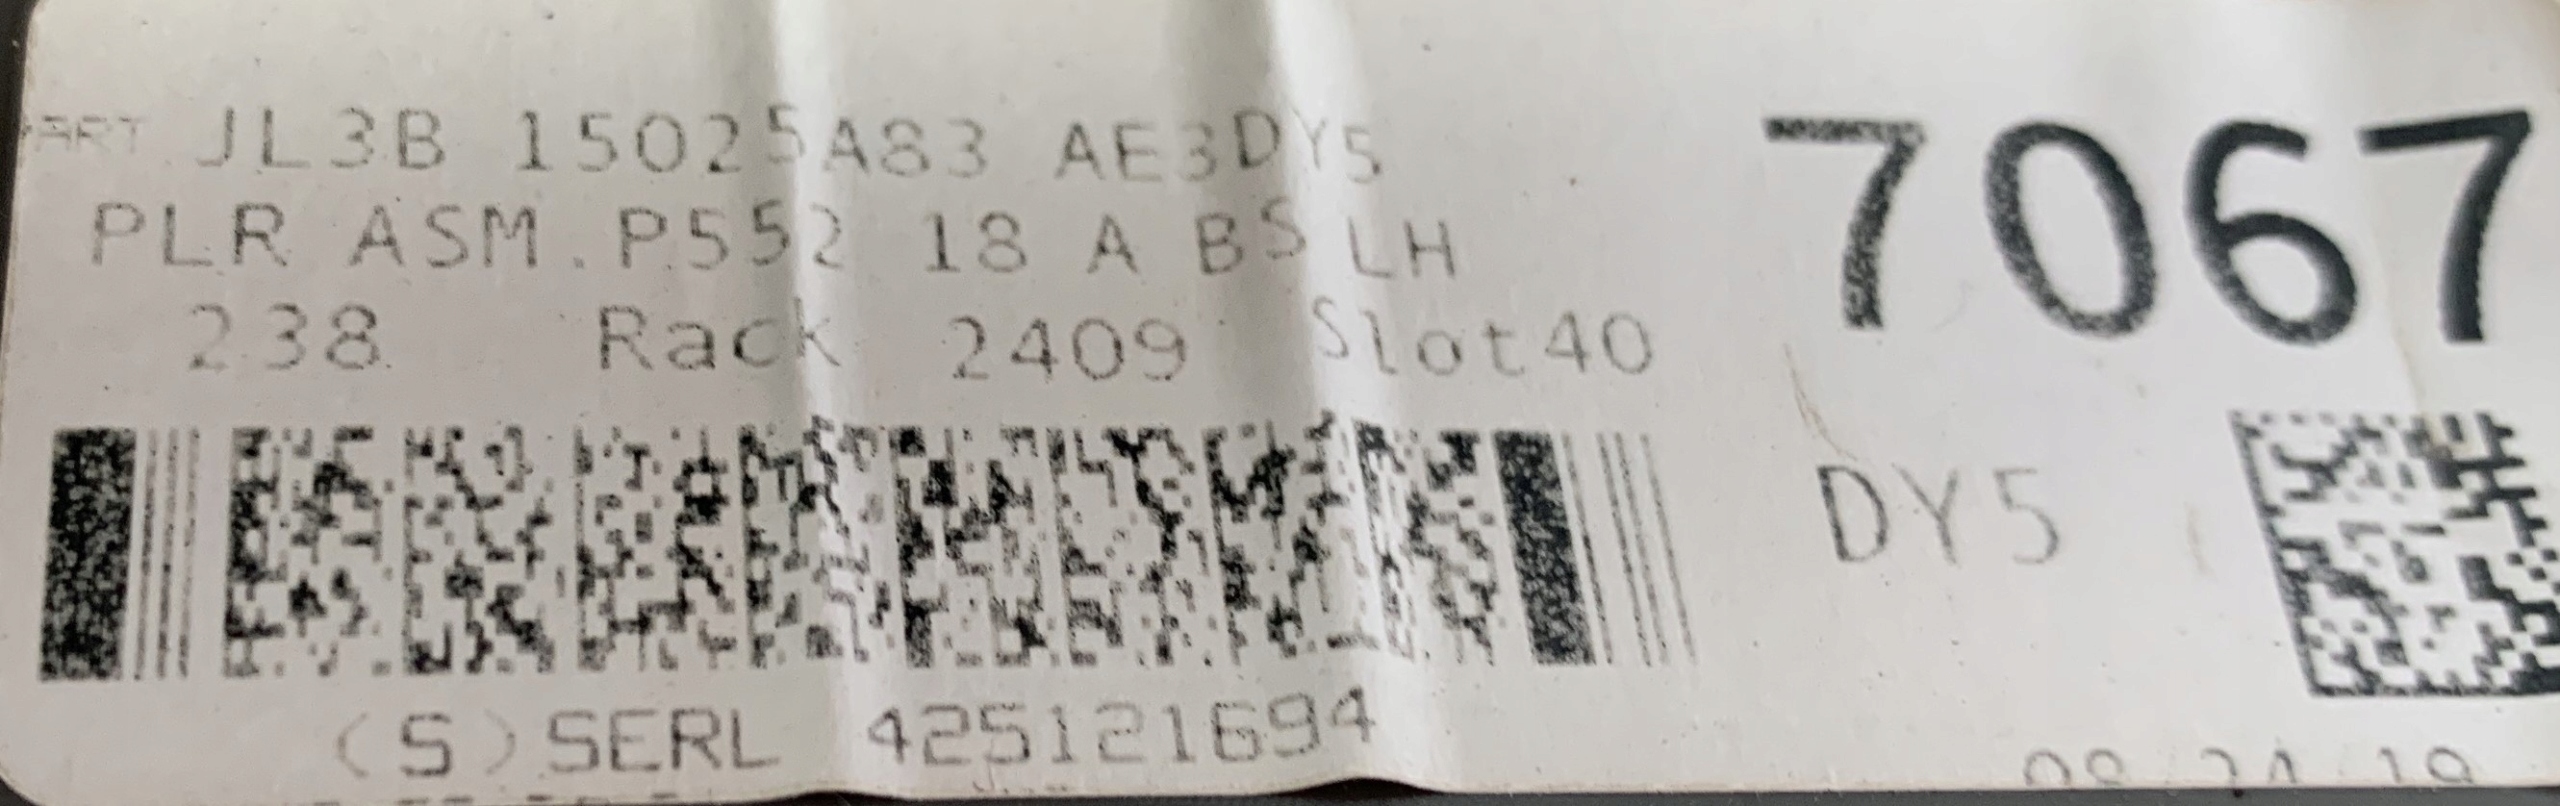 PART JL3B 15025A83 AE3DY5
PLR ASM.P552 18 A BS LH
238 Rack 2409 Slot40
7067
DY5
(S)SERL 425121694